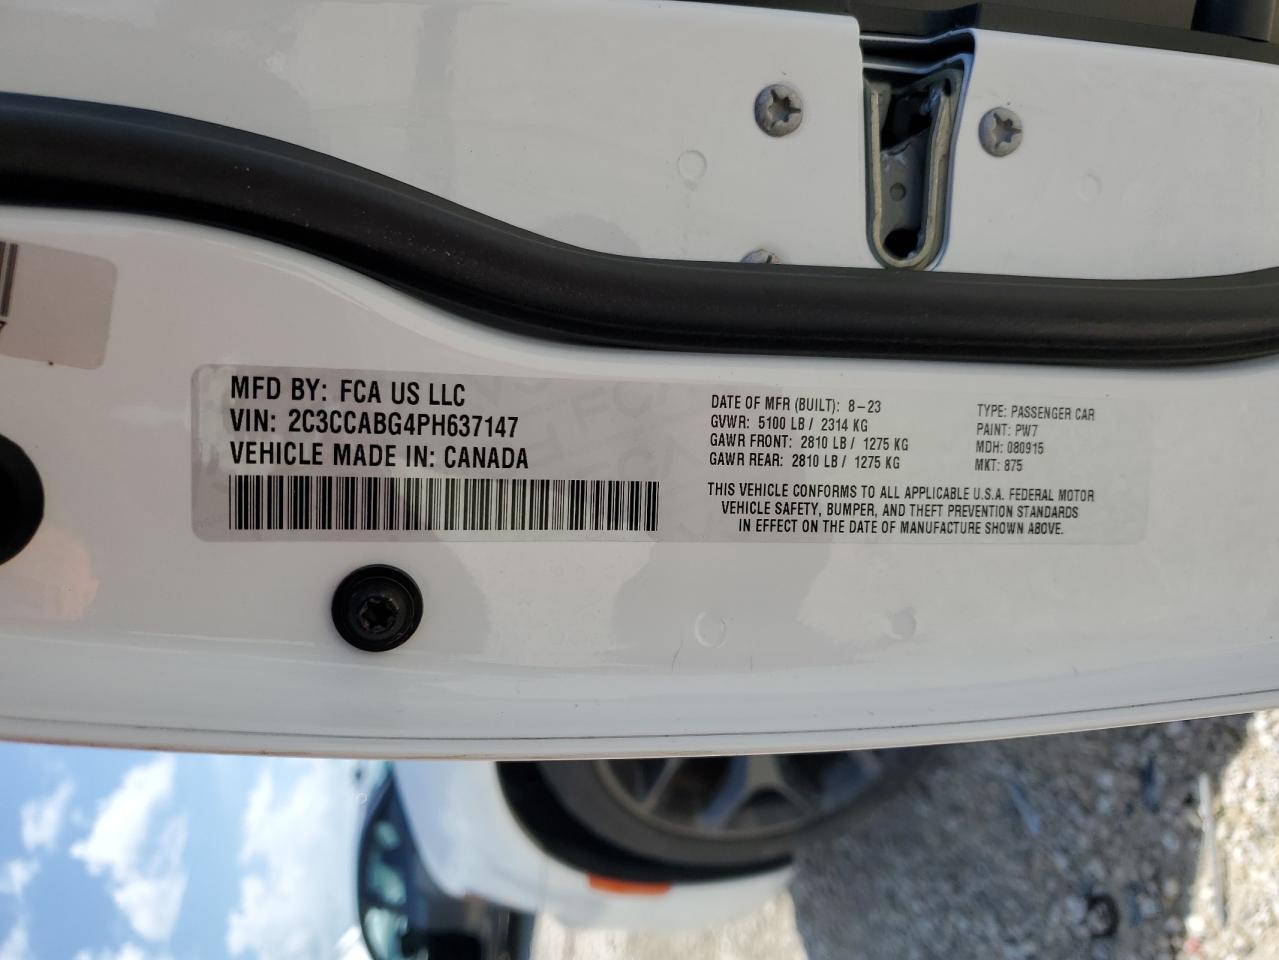 MFD BY: FCA US LLC
VIN: 2C3CCABG4PH637147
VEHICLE MADE IN: CANADA
DATE OF MFR (BUILT): 8-23
GVWR: 5100 LB / 2314 KG
GAWR FRONT: 2810 LB / 1275 KG
GAWR REAR: 2810 LB / 1275 KG
TYPE: PASSENGER CAR
PAINT: PW7
MDH: 080915
MKT: 875
THIS VEHICLE CONFORMS TO ALL APPLICABLE U.S.A. FEDERAL MOTOR
VEHICLE SAFETY, BUMPER, AND THEFT PREVENTION STANDARDS
IN EFFECT ON THE DATE OF MANUFACTURE SHOWN ABOVE.